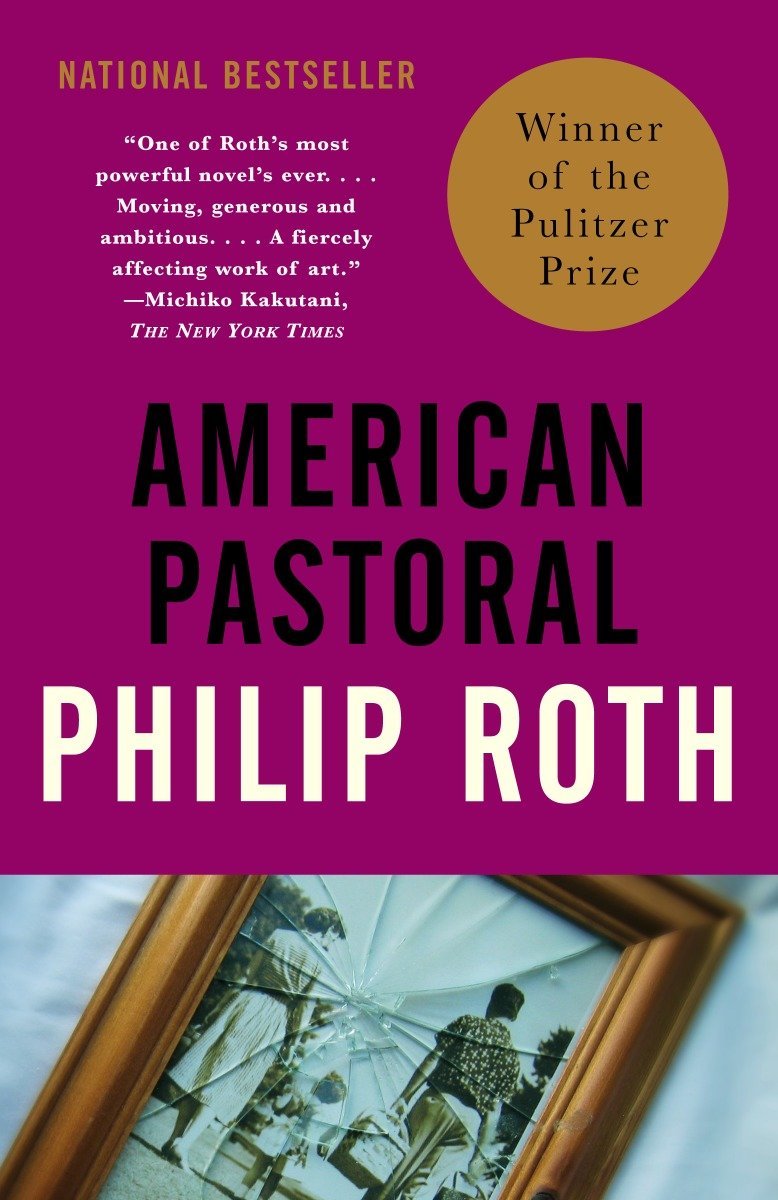 NATIONAL BESTSELLER
“One of Roth’s most
powerful novel’s ever. . . .
Moving, generous and
ambitious. . . . A fiercely
affecting work of art.”
—Michiko Kakutani,
THE NEW YORK TIMES
Winner
of the
Pulitzer
Prize
AMERICAN
PASTORAL
PHILIP ROTH